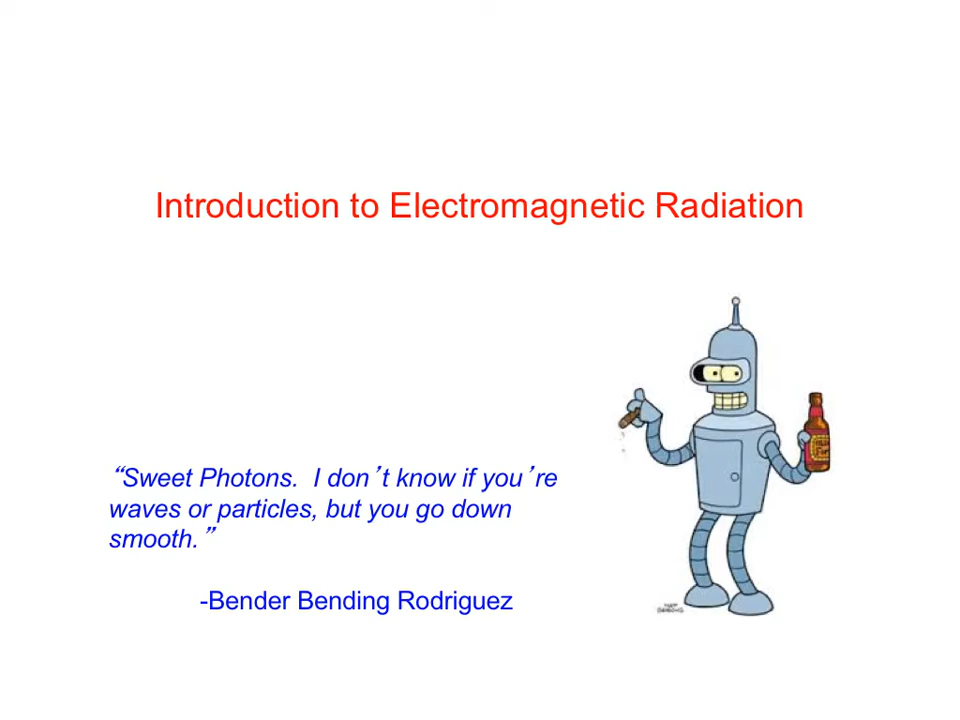 Introduction to Electromagnetic Radiation
“Sweet Photons.  I don’t know if you’re
waves or particles, but you go down
smooth.”
-Bender Bending Rodriguez